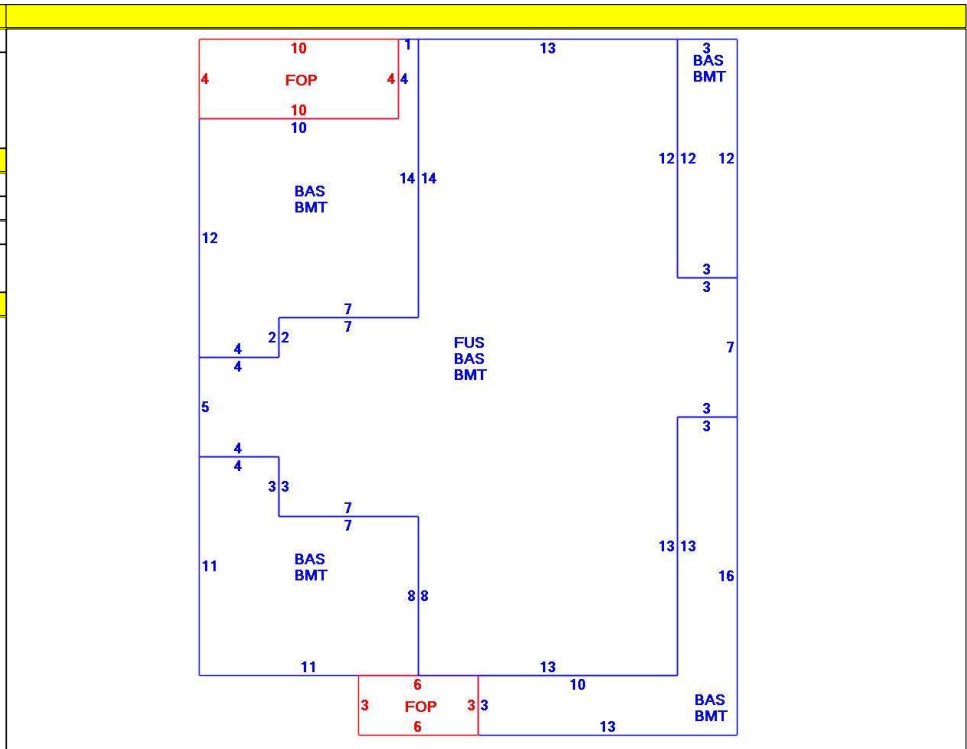 10 1 13 3
BAS
BMT
4 FOP 4 4
10
10
12 12 12
14 14
BAS
BMT
12
3
3
7
7
2 2
4
4
FUS
BAS
BMT
7
5
3
3
4
4
3 3
7
7
13 13
BAS
BMT
11
16
8 8
11 13
6 10
3 FOP 3 3
BAS
BMT
6 13